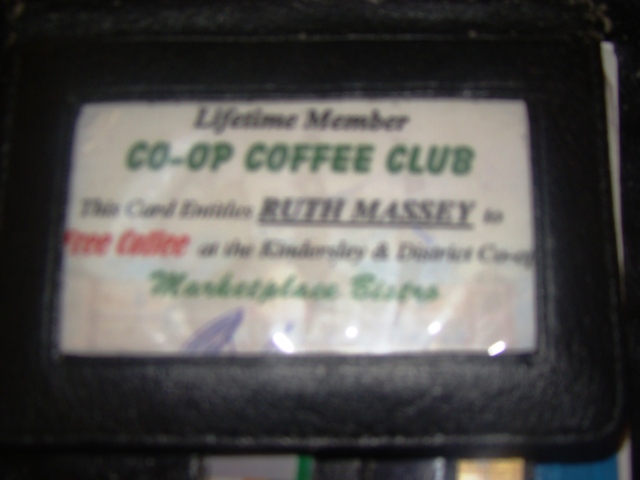 Lifetime Member
CO-OP COFFEE CLUB
This Card Entitles RUTH MASSEY to
Free Coffee at the Kindersley & District Co-op
Marketplace Bistro